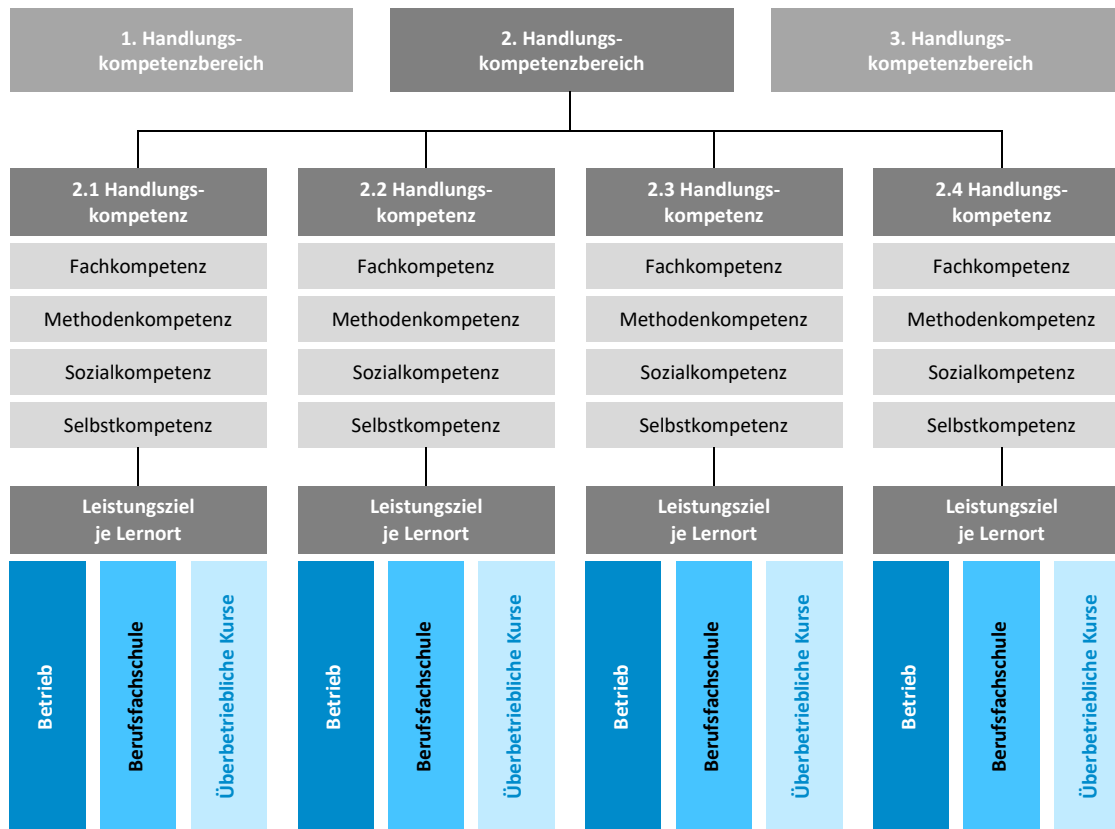 1. Handlungs-
kompetenzbereich
2. Handlungs-
kompetenzbereich
3. Handlungs-
kompetenzbereich
2.1 Handlungs-
kompetenz
2.2 Handlungs-
kompetenz
2.3 Handlungs-
kompetenz
2.4 Handlungs-
kompetenz
Fachkompetenz
Fachkompetenz
Fachkompetenz
Fachkompetenz
Methodenkompetenz
Methodenkompetenz
Methodenkompetenz
Methodenkompetenz
Sozialkompetenz
Sozialkompetenz
Sozialkompetenz
Sozialkompetenz
Selbstkompetenz
Selbstkompetenz
Selbstkompetenz
Selbstkompetenz
Leistungsziel
je Lernort
Leistungsziel
je Lernort
Leistungsziel
je Lernort
Leistungsziel
je Lernort
Betrieb
Berufsfachschule
Überbetriebliche Kurse
Betrieb
Berufsfachschule
Überbetriebliche Kurse
Betrieb
Berufsfachschule
Überbetriebliche Kurse
Betrieb
Berufsfachschule
Überbetriebliche Kurse